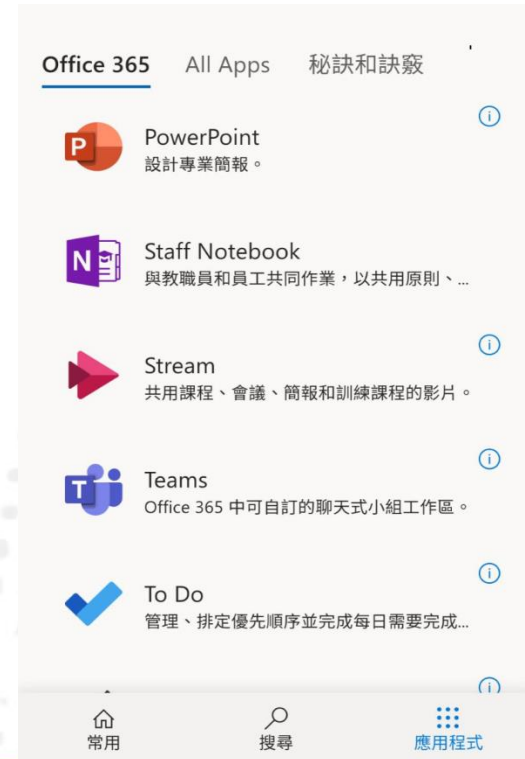 Office 365 All Apps 秘訣和訣竅
PowerPoint
設計專業簡報。
Staff Notebook
與教職員和員工共同作業，以共用原則、...
Stream
共用課程、會議、簡報和訓練課程的影片。
Teams
Office 365 中可自訂的聊天式小組工作區。
To Do
管理、排定優先順序並完成每日需要完成...
常用 搜尋 應用程式